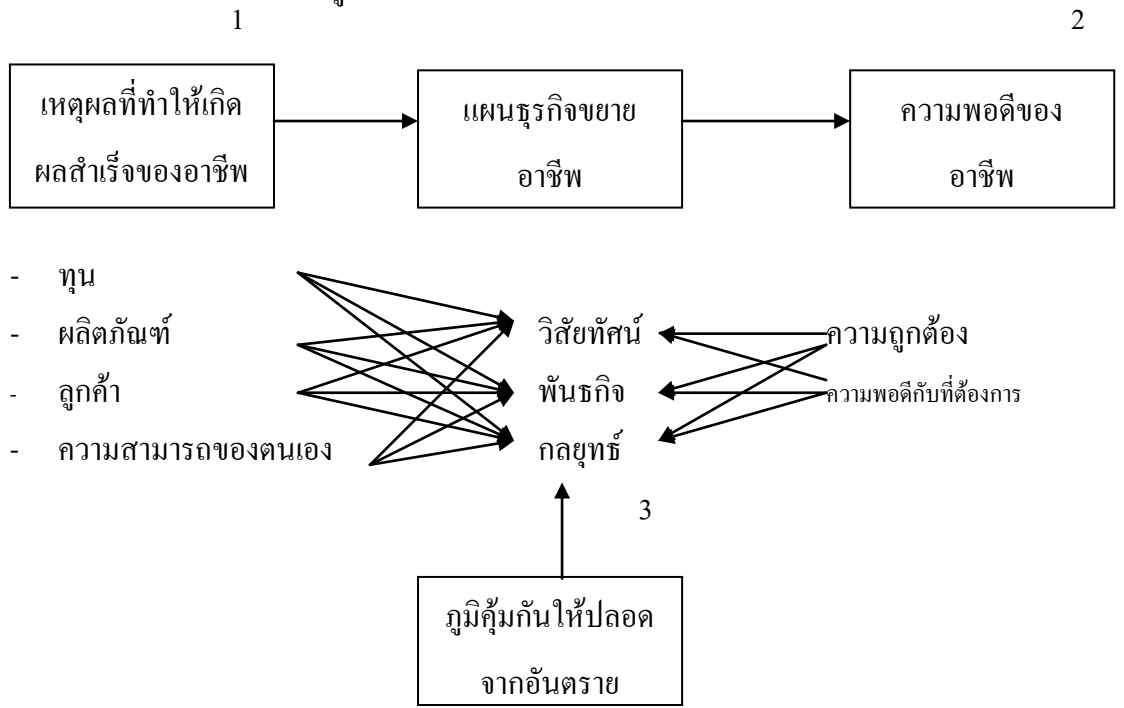 1
2
เหตุผลที่ทำให้เกิด
ผลสำเร็จของอาชีพ
แผนธุรกิจขยาย
อาชีพ
ความพอดีของ
อาชีพ
- ทุน
- ผลิตภัณฑ์
- ลูกค้า
- ความสามารถของตนเอง
วิสัยทัศน์
พันธกิจ
กลยุทธ์
ความถูกต้อง
ความพอดีกับที่ต้องการ
3
ภูมิคุ้มกันให้ปลอด
จากอันตราย